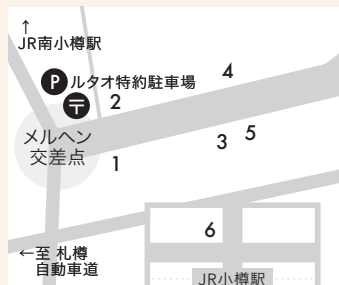 ↑
JR南小樽駅
P ルタオ特約駐車場
〒 2
4
メルヘン
交差点
1
3 5
6
←至 札樽
自動車道
JR小樽駅